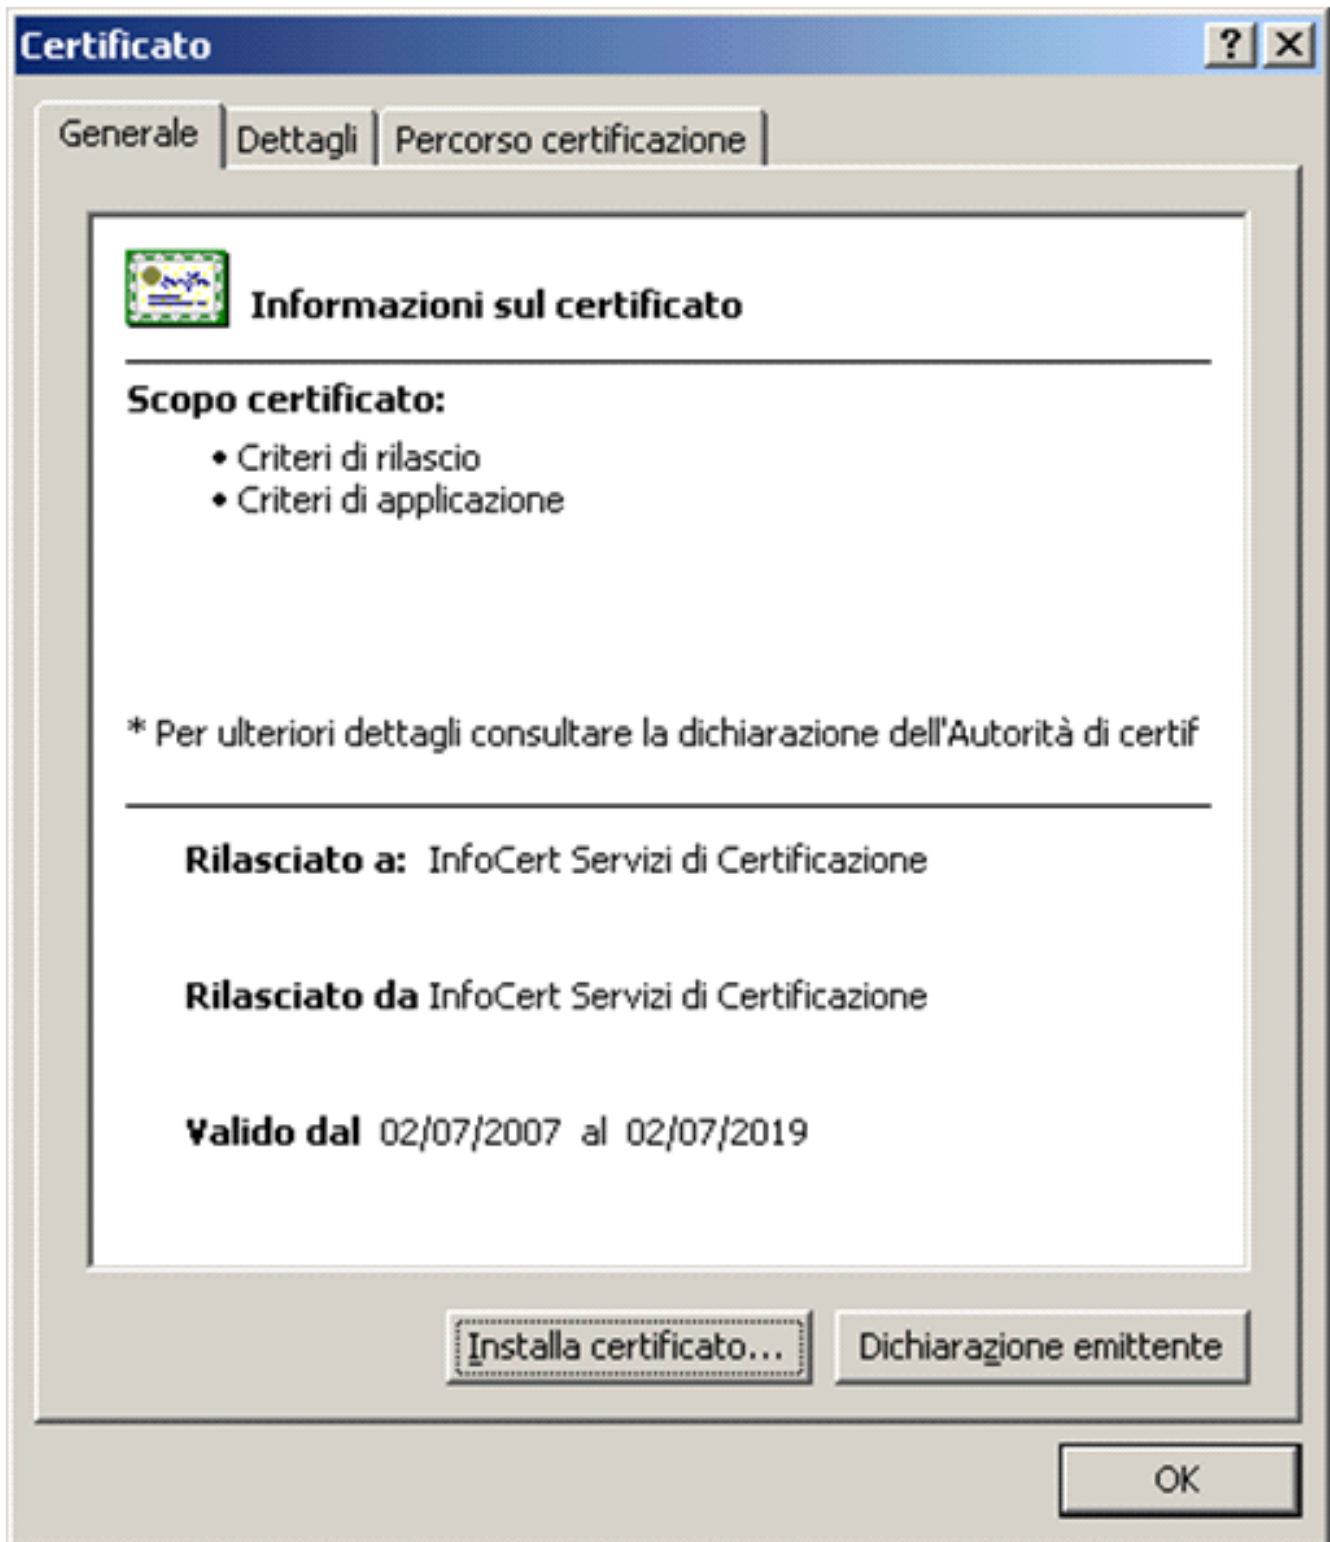 Certificato
Generale Dettagli Percorso certificazione
Informazioni sul certificato
Scopo certificato:
• Criteri di rilascio
• Criteri di applicazione
* Per ulteriori dettagli consultare la dichiarazione dell'Autorità di certif
Rilasciato a: InfoCert Servizi di Certificazione
Rilasciato da InfoCert Servizi di Certificazione
Valido dal 02/07/2007 al 02/07/2019
Installa certificato... Dichiarazione emittente
OK